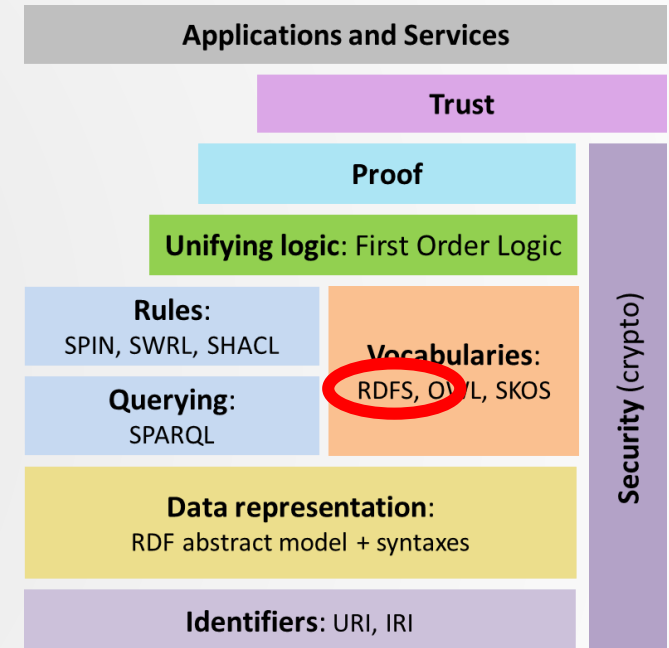 Applications and Services
Trust
Proof
Unifying logic: First Order Logic
Rules:
SPIN, SWRL, SHACL
Vocabularies:
RDFS, OWL, SKOS
Querying:
SPARQL
Data representation:
RDF abstract model + syntaxes
Identifiers: URI, IRI
Security (crypto)